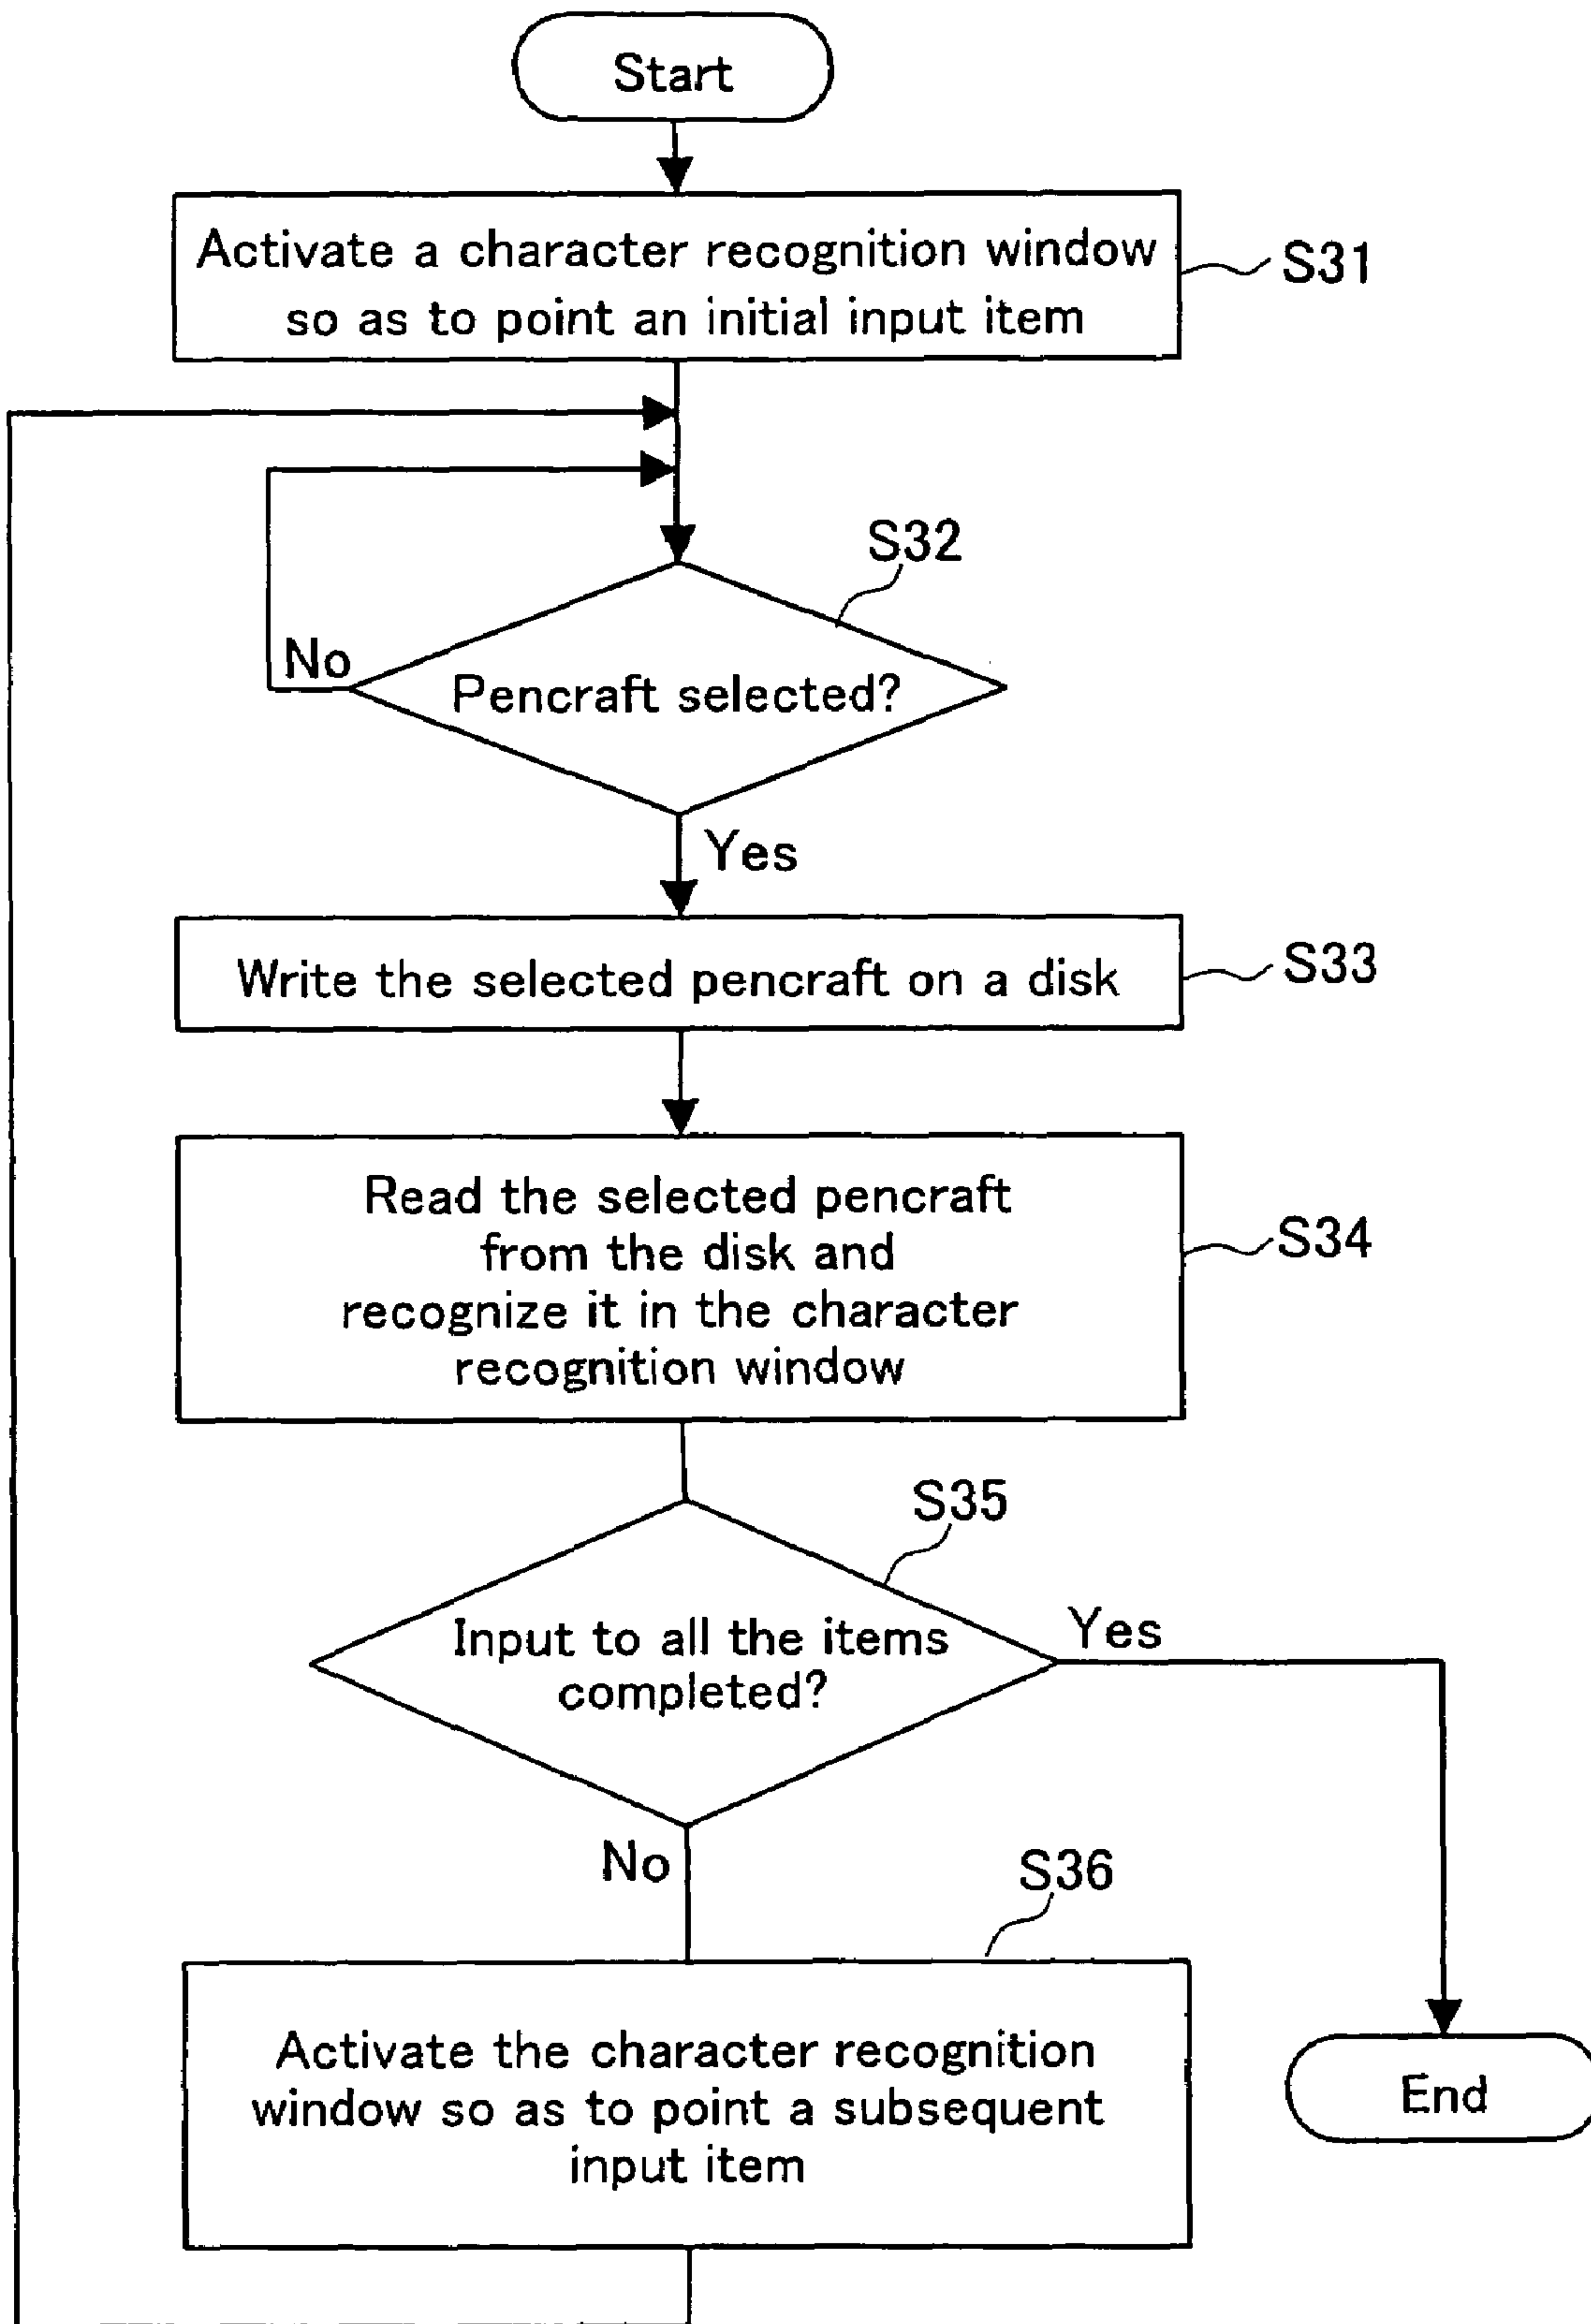 Start
Activate a character recognition window
so as to point an initial input item
S31
S32
No
Pencraft selected?
Yes
Write the selected pencraft on a disk
S33
Read the selected pencraft
from the disk and
recognize it in the character
recognition window
S34
S35
Input to all the items
completed?
Yes
No
S36
Activate the character recognition
window so as to point a subsequent
input item
End